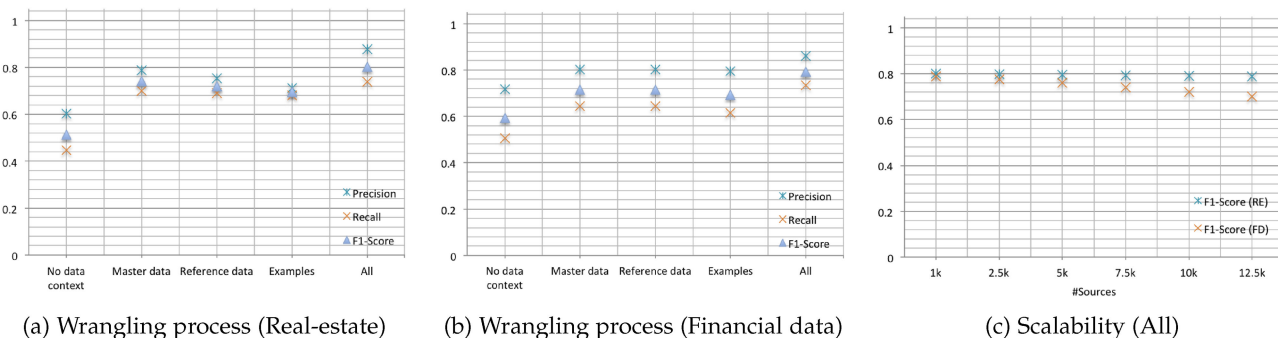 1
0.8
0.6
0.4
0.2
0
No data context
Master data
Reference data
Examples
All
Precision
Recall
F1-Score
(a) Wrangling process (Real-estate)
1
0.8
0.6
0.4
0.2
0
No data context
Master data
Reference data
Examples
All
Precision
Recall
F1-Score
(b) Wrangling process (Financial data)
1
0.8
0.6
0.4
0.2
0
1k
2.5k
5k
7.5k
10k
12.5k
#Sources
F1-Score (RE)
F1-Score (FD)
(c) Scalability (All)